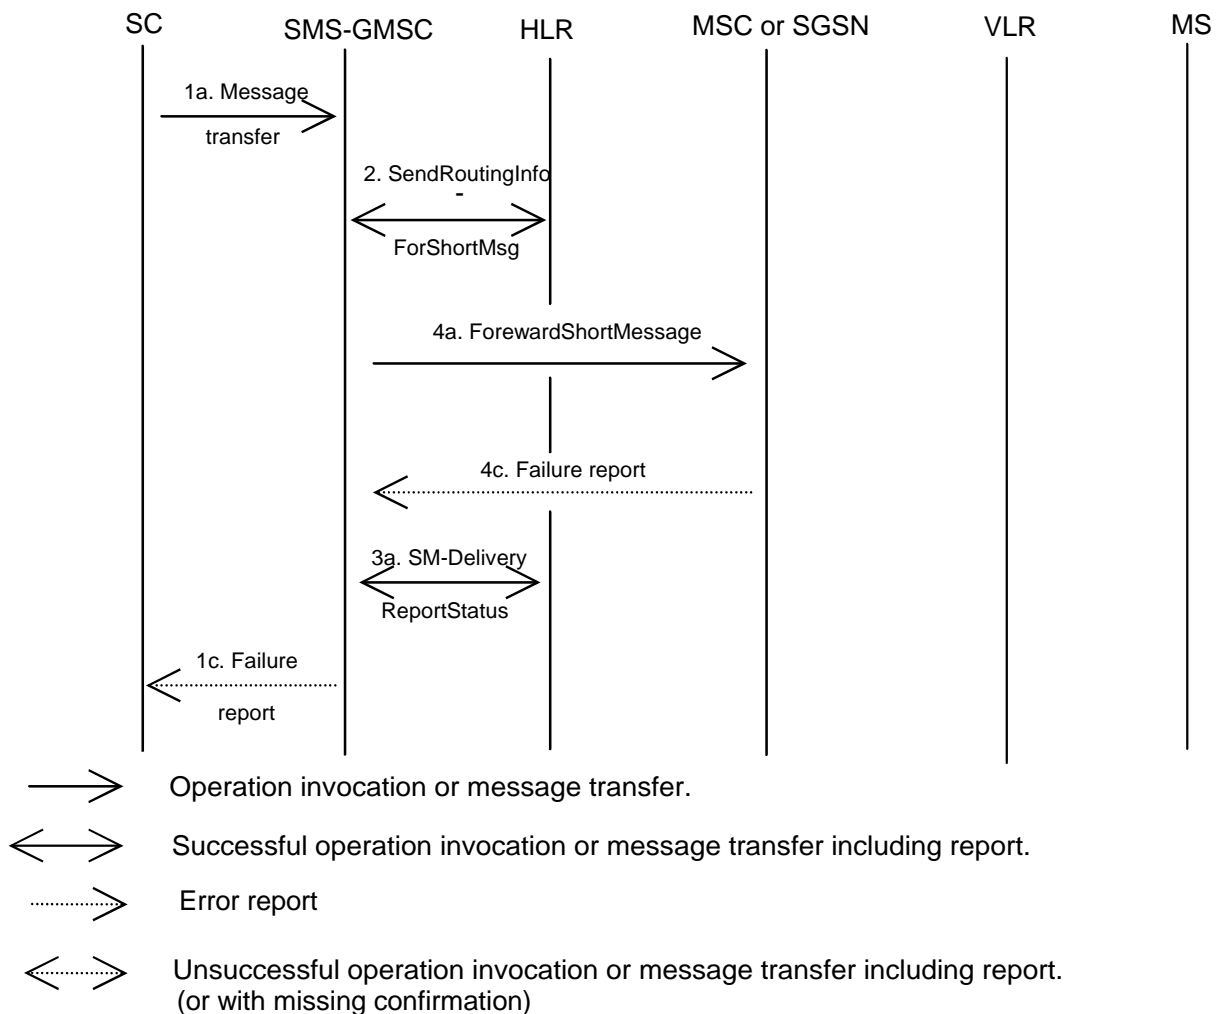 SC
SMS-GMSC
HLR
MSC or SGSN
VLR
MS
1a. Message
transfer
2. SendRoutingInfo
-
ForShortMsg
4a. ForewardShortMessage
4c. Failure report
3a. SM-Delivery
ReportStatus
1c. Failure
report
Operation invocation or message transfer.
Successful operation invocation or message transfer including report.
Error report
Unsuccessful operation invocation or message transfer including report.
(or with missing confirmation)